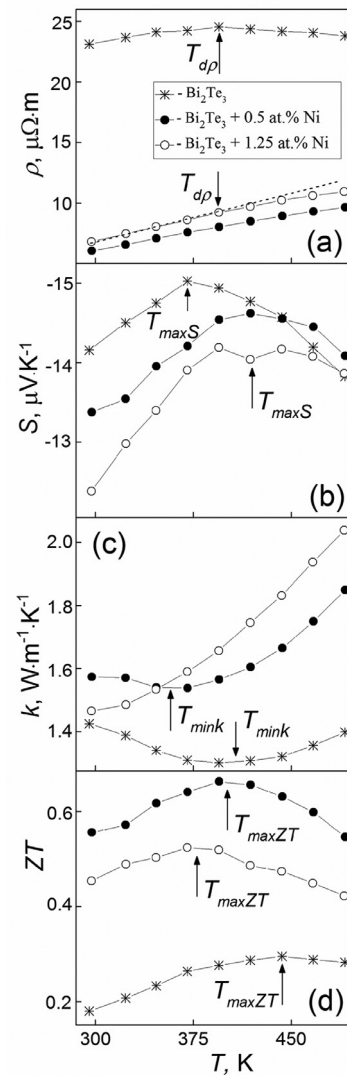 25
20
15
10
ρ, μΩ·m
T_dρ
✳ - Bi₂Te₃
● - Bi₂Te₃ + 0.5 at.% Ni
○ - Bi₂Te₃ + 1.25 at.% Ni
T_dρ
(a)
-15
-14
-13
S, μV·K⁻¹
T_maxS
T_maxS
(b)
(c)
2.0
1.8
1.6
1.4
k, W·m⁻¹·K⁻¹
T_mink
T_mink
0.6
0.4
0.2
ZT
T_maxZT
T_maxZT
T_maxZT
(d)
300 375 450
T, K